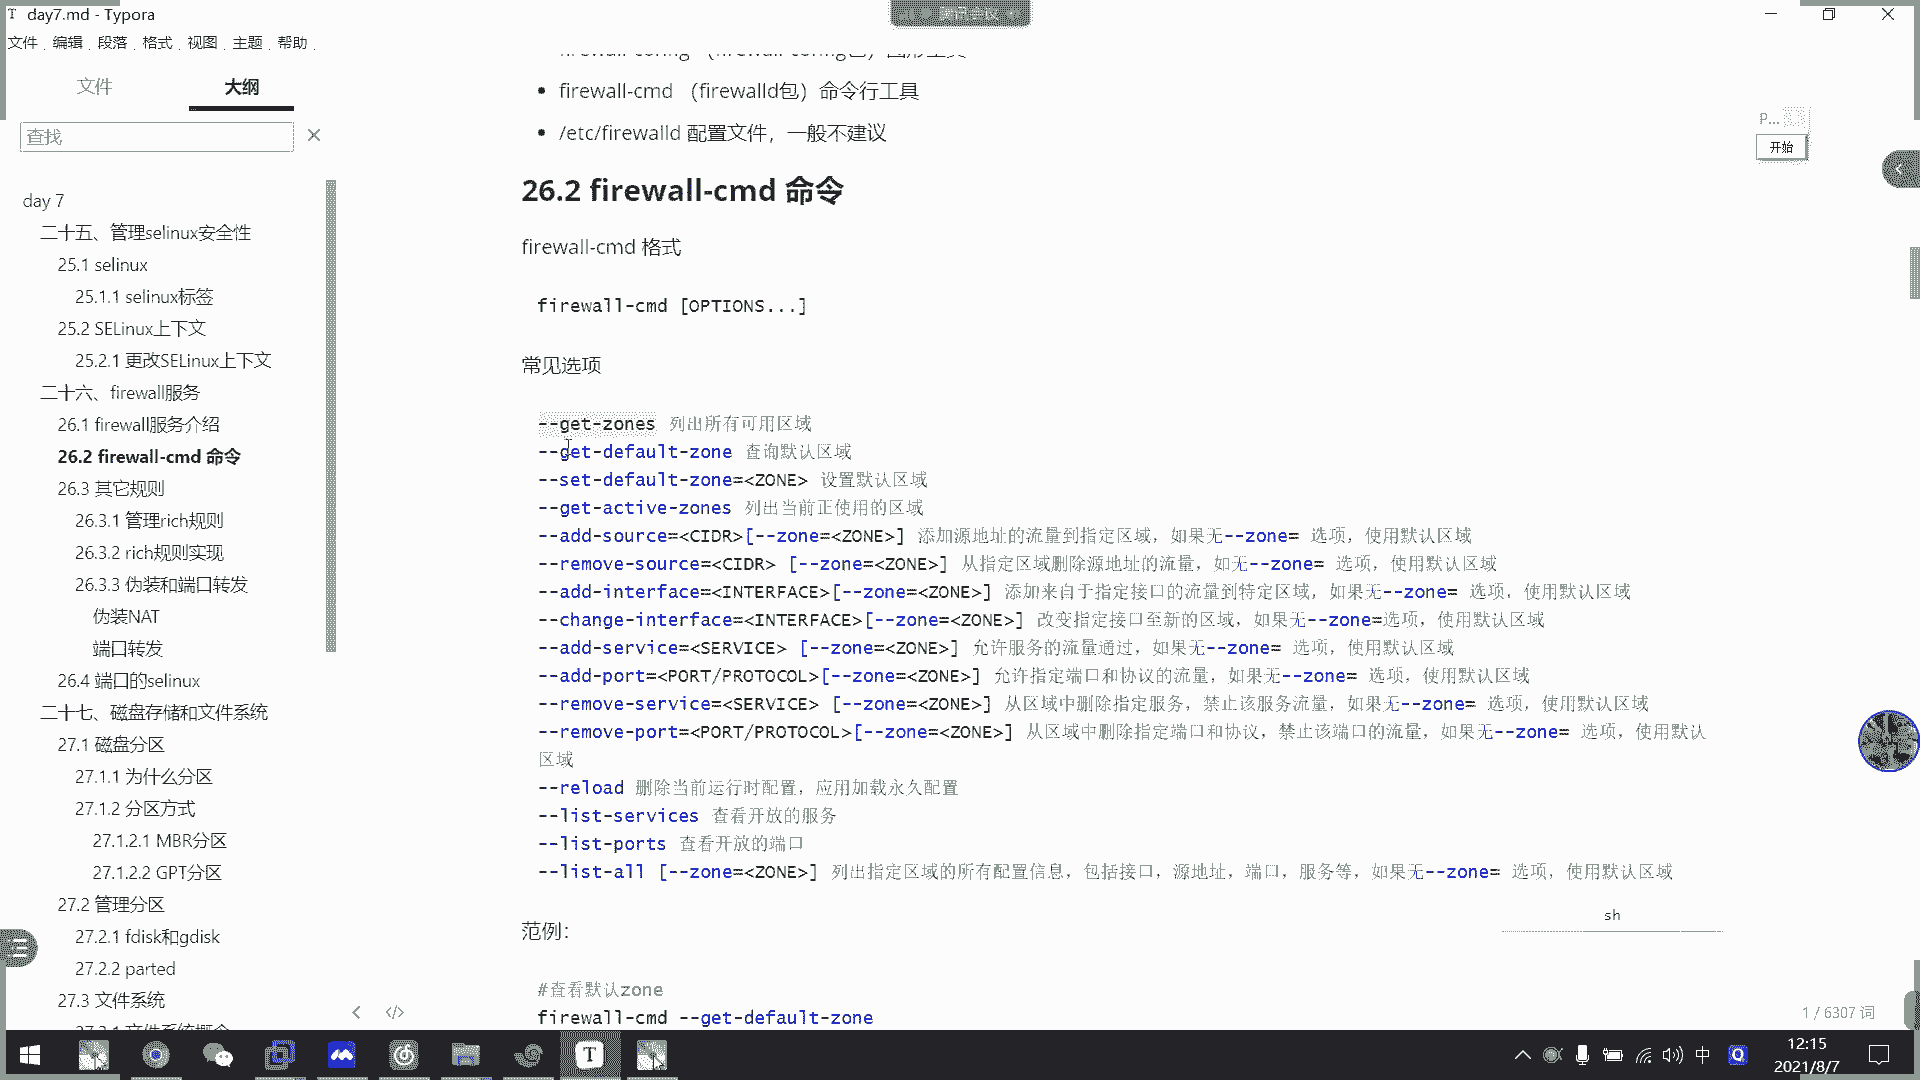 day7.md - Typora
腾讯会议
文件 编辑 段落 格式 视图 主题 帮助
文件 大纲
查找
day 7
二十五、管理selinux安全性
25.1 selinux
25.1.1 selinux标签
25.2 SELinux上下文
25.2.1 更改SELinux上下文
二十六、firewall服务
26.1 firewall服务介绍
26.2 firewall-cmd 命令
26.3 其它规则
26.3.1 管理rich规则
26.3.2 rich规则实现
26.3.3 伪装和端口转发
伪装NAT
端口转发
26.4 端口的selinux
二十七、磁盘存储和文件系统
27.1 磁盘分区
27.1.1 为什么分区
27.1.2 分区方式
27.1.2.1 MBR分区
27.1.2.2 GPT分区
27.2 管理分区
27.2.1 fdisk和gdisk
27.2.2 parted
27.3 文件系统
firewall-config （firewall-config包）图形工具
• firewall-cmd （firewalld包）命令行工具
• /etc/firewalld 配置文件，一般不建议
26.2 firewall-cmd 命令
firewall-cmd 格式
firewall-cmd [OPTIONS...]
常见选项
--get-zones 列出所有可用区域
--get-default-zone 查询默认区域
--set-default-zone=<ZONE> 设置默认区域
--get-active-zones 列出当前正使用的区域
--add-source=<CIDR>[--zone=<ZONE>] 添加源地址的流量到指定区域，如果无--zone= 选项，使用默认区域
--remove-source=<CIDR> [--zone=<ZONE>] 从指定区域删除源地址的流量，如无--zone= 选项，使用默认区域
--add-interface=<INTERFACE>[--zone=<ZONE>] 添加来自于指定接口的流量到特定区域，如果无--zone= 选项，使用默认区域
--change-interface=<INTERFACE>[--zone=<ZONE>] 改变指定接口至新的区域，如果无--zone=选项，使用默认区域
--add-service=<SERVICE> [--zone=<ZONE>] 允许服务的流量通过，如果无--zone= 选项，使用默认区域
--add-port=<PORT/PROTOCOL>[--zone=<ZONE>] 允许指定端口和协议的流量，如果无--zone= 选项，使用默认区域
--remove-service=<SERVICE> [--zone=<ZONE>] 从区域中删除指定服务，禁止该服务流量，如果无--zone= 选项，使用默认区域
--remove-port=<PORT/PROTOCOL>[--zone=<ZONE>] 从区域中删除指定端口和协议，禁止该端口的流量，如果无--zone= 选项，使用默认
区域
--reload 删除当前运行时配置，应用加载永久配置
--list-services 查看开放的服务
--list-ports 查看开放的端口
--list-all [--zone=<ZONE>] 列出指定区域的所有配置信息，包括接口，源地址，端口，服务等，如果无--zone= 选项，使用默认区域
sh
范例：
#查看默认zone
firewall-cmd --get-default-zone
P...
开始
1 / 6307 词
中
12:15
2021/8/7